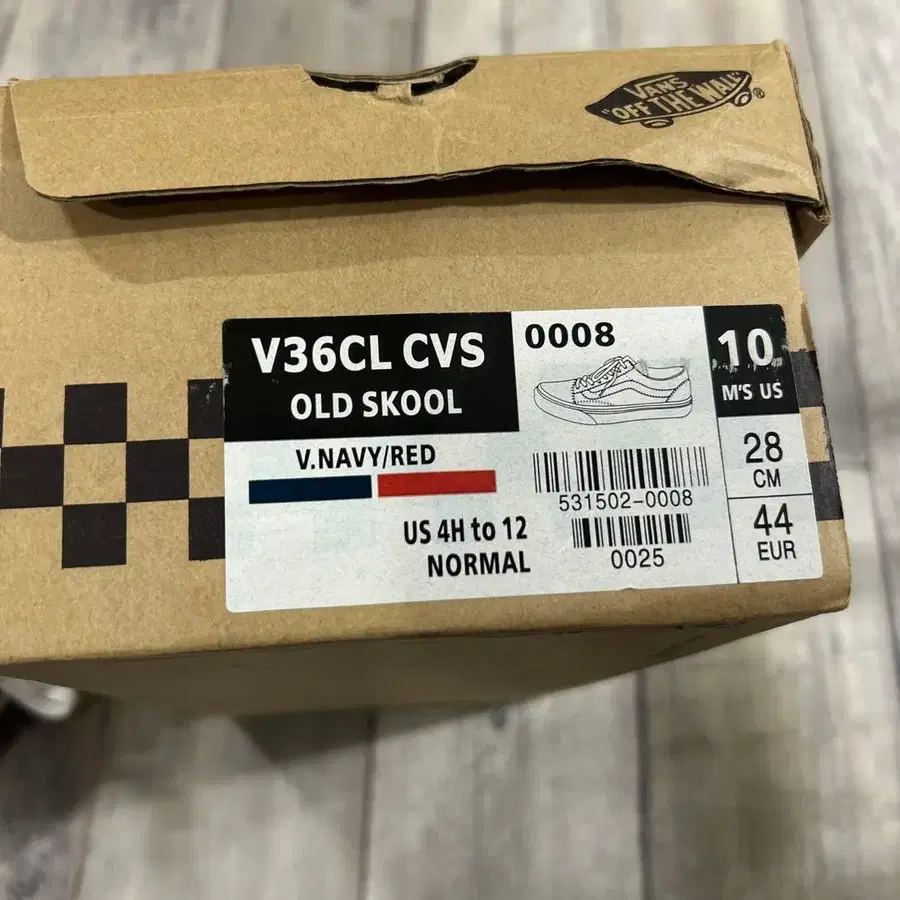 VANS
"OFF THE WALL"
®
V36CL CVS
OLD SKOOL
0008
10
M'S US
V.NAVY/RED
531502-0008
28
CM
US 4H to 12
NORMAL
0025
44
EUR